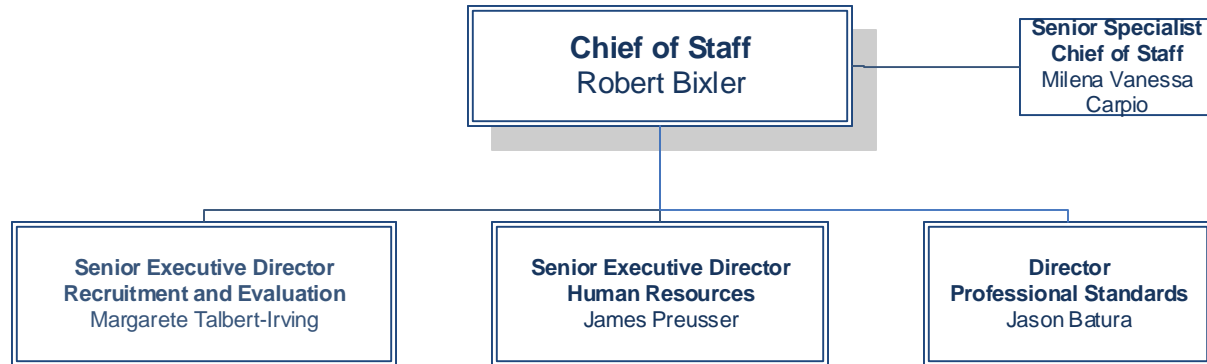 Chief of Staff
Robert Bixler
Senior Specialist
Chief of Staff
Milena Vanessa
Carpio
Senior Executive Director
Recruitment and Evaluation
Margarete Talbert-Irving
Senior Executive Director
Human Resources
James Preusser
Director
Professional Standards
Jason Batura